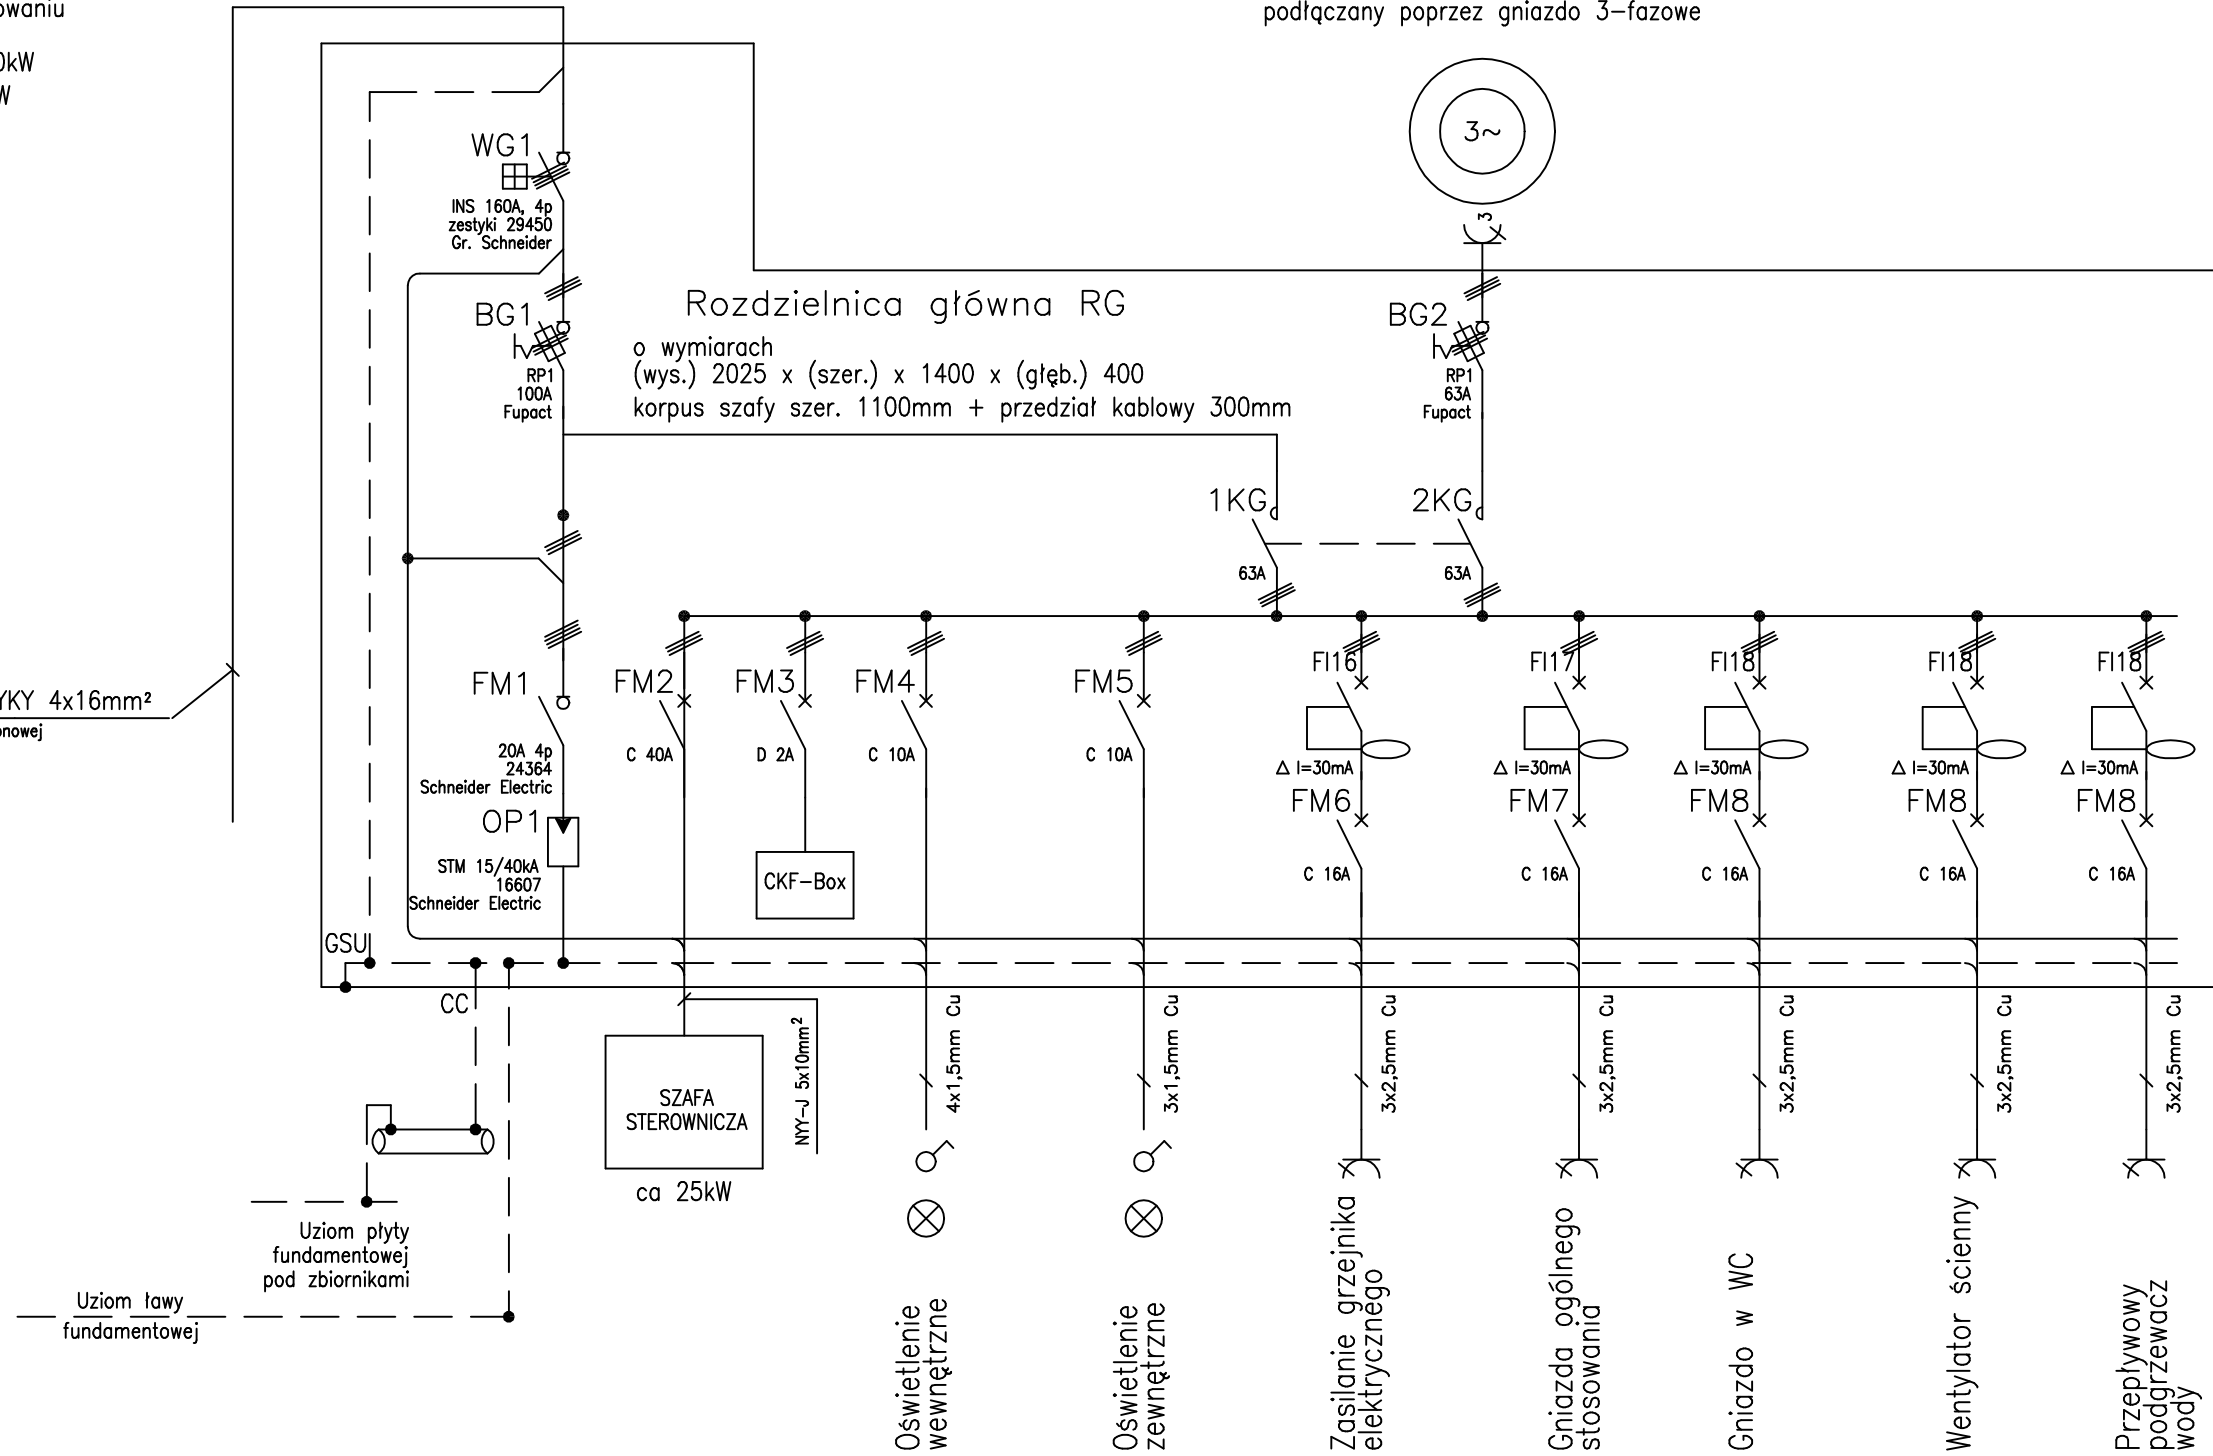 owaniu
0kW
W
podłączany poprzez gniazdo 3-fazowe
3~
3
WG1
INS 160A, 4p
zestyki 29450
Gr. Schneider
BG1
RP1
100A
Fupact
Rozdzielnica główna RG
o wymiarach
(wys.) 2025 x (szer.) x 1400 x (głęb.) 400
korpus szafy szer. 1100mm + przedział kablowy 300mm
BG2
RP1
63A
Fupact
1KG
63A
2KG
63A
YKY 4x16mm²
onowej
FM1
20A 4p
24364
Schneider Electric
OP1
STM 15/40kA
16607
Schneider Electric
FM2
C 40A
FM3
D 2A
CKF-Box
FM4
C 10A
FM5
C 10A
FI16
Δ I=30mA
FM6
C 16A
FI17
Δ I=30mA
FM7
C 16A
FI18
Δ I=30mA
FM8
C 16A
FI18
Δ I=30mA
FM8
C 16A
FI18
Δ I=30mA
FM8
C 16A
GSU
CC
SZAFA
STEROWNICZA
ca 25kW
NYY-J 5x10mm²
4x1,5mm Cu
3x1,5mm Cu
3x2,5mm Cu
3x2,5mm Cu
3x2,5mm Cu
3x2,5mm Cu
3x2,5mm Cu
Uziom płyty
fundamentowej
pod zbiornikami
Uziom ławy
fundamentowej
Oświetlenie
wewnętrzne
Oświetlenie
zewnętrzne
Zasilanie grzejnika
elektrycznego
Gniazda ogólnego
stosowania
Gniazdo w WC
Wentylator ścienny
Przepływowy
podgrzewacz
wody